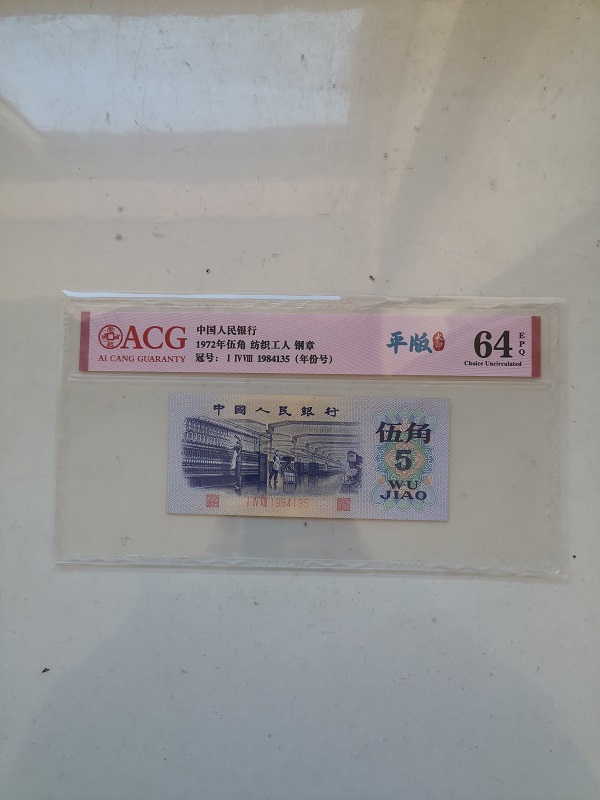 ACG
AI CANG GUARANTY
中国人民银行
1972年伍角 纺织工人 钢章
冠号: I IV VIII 1984135 (年份号)
平版
64
EPQ
Choice Uncirculated
中國人民銀行
伍角
5
WU
JIAO
I IV VIII 1984135